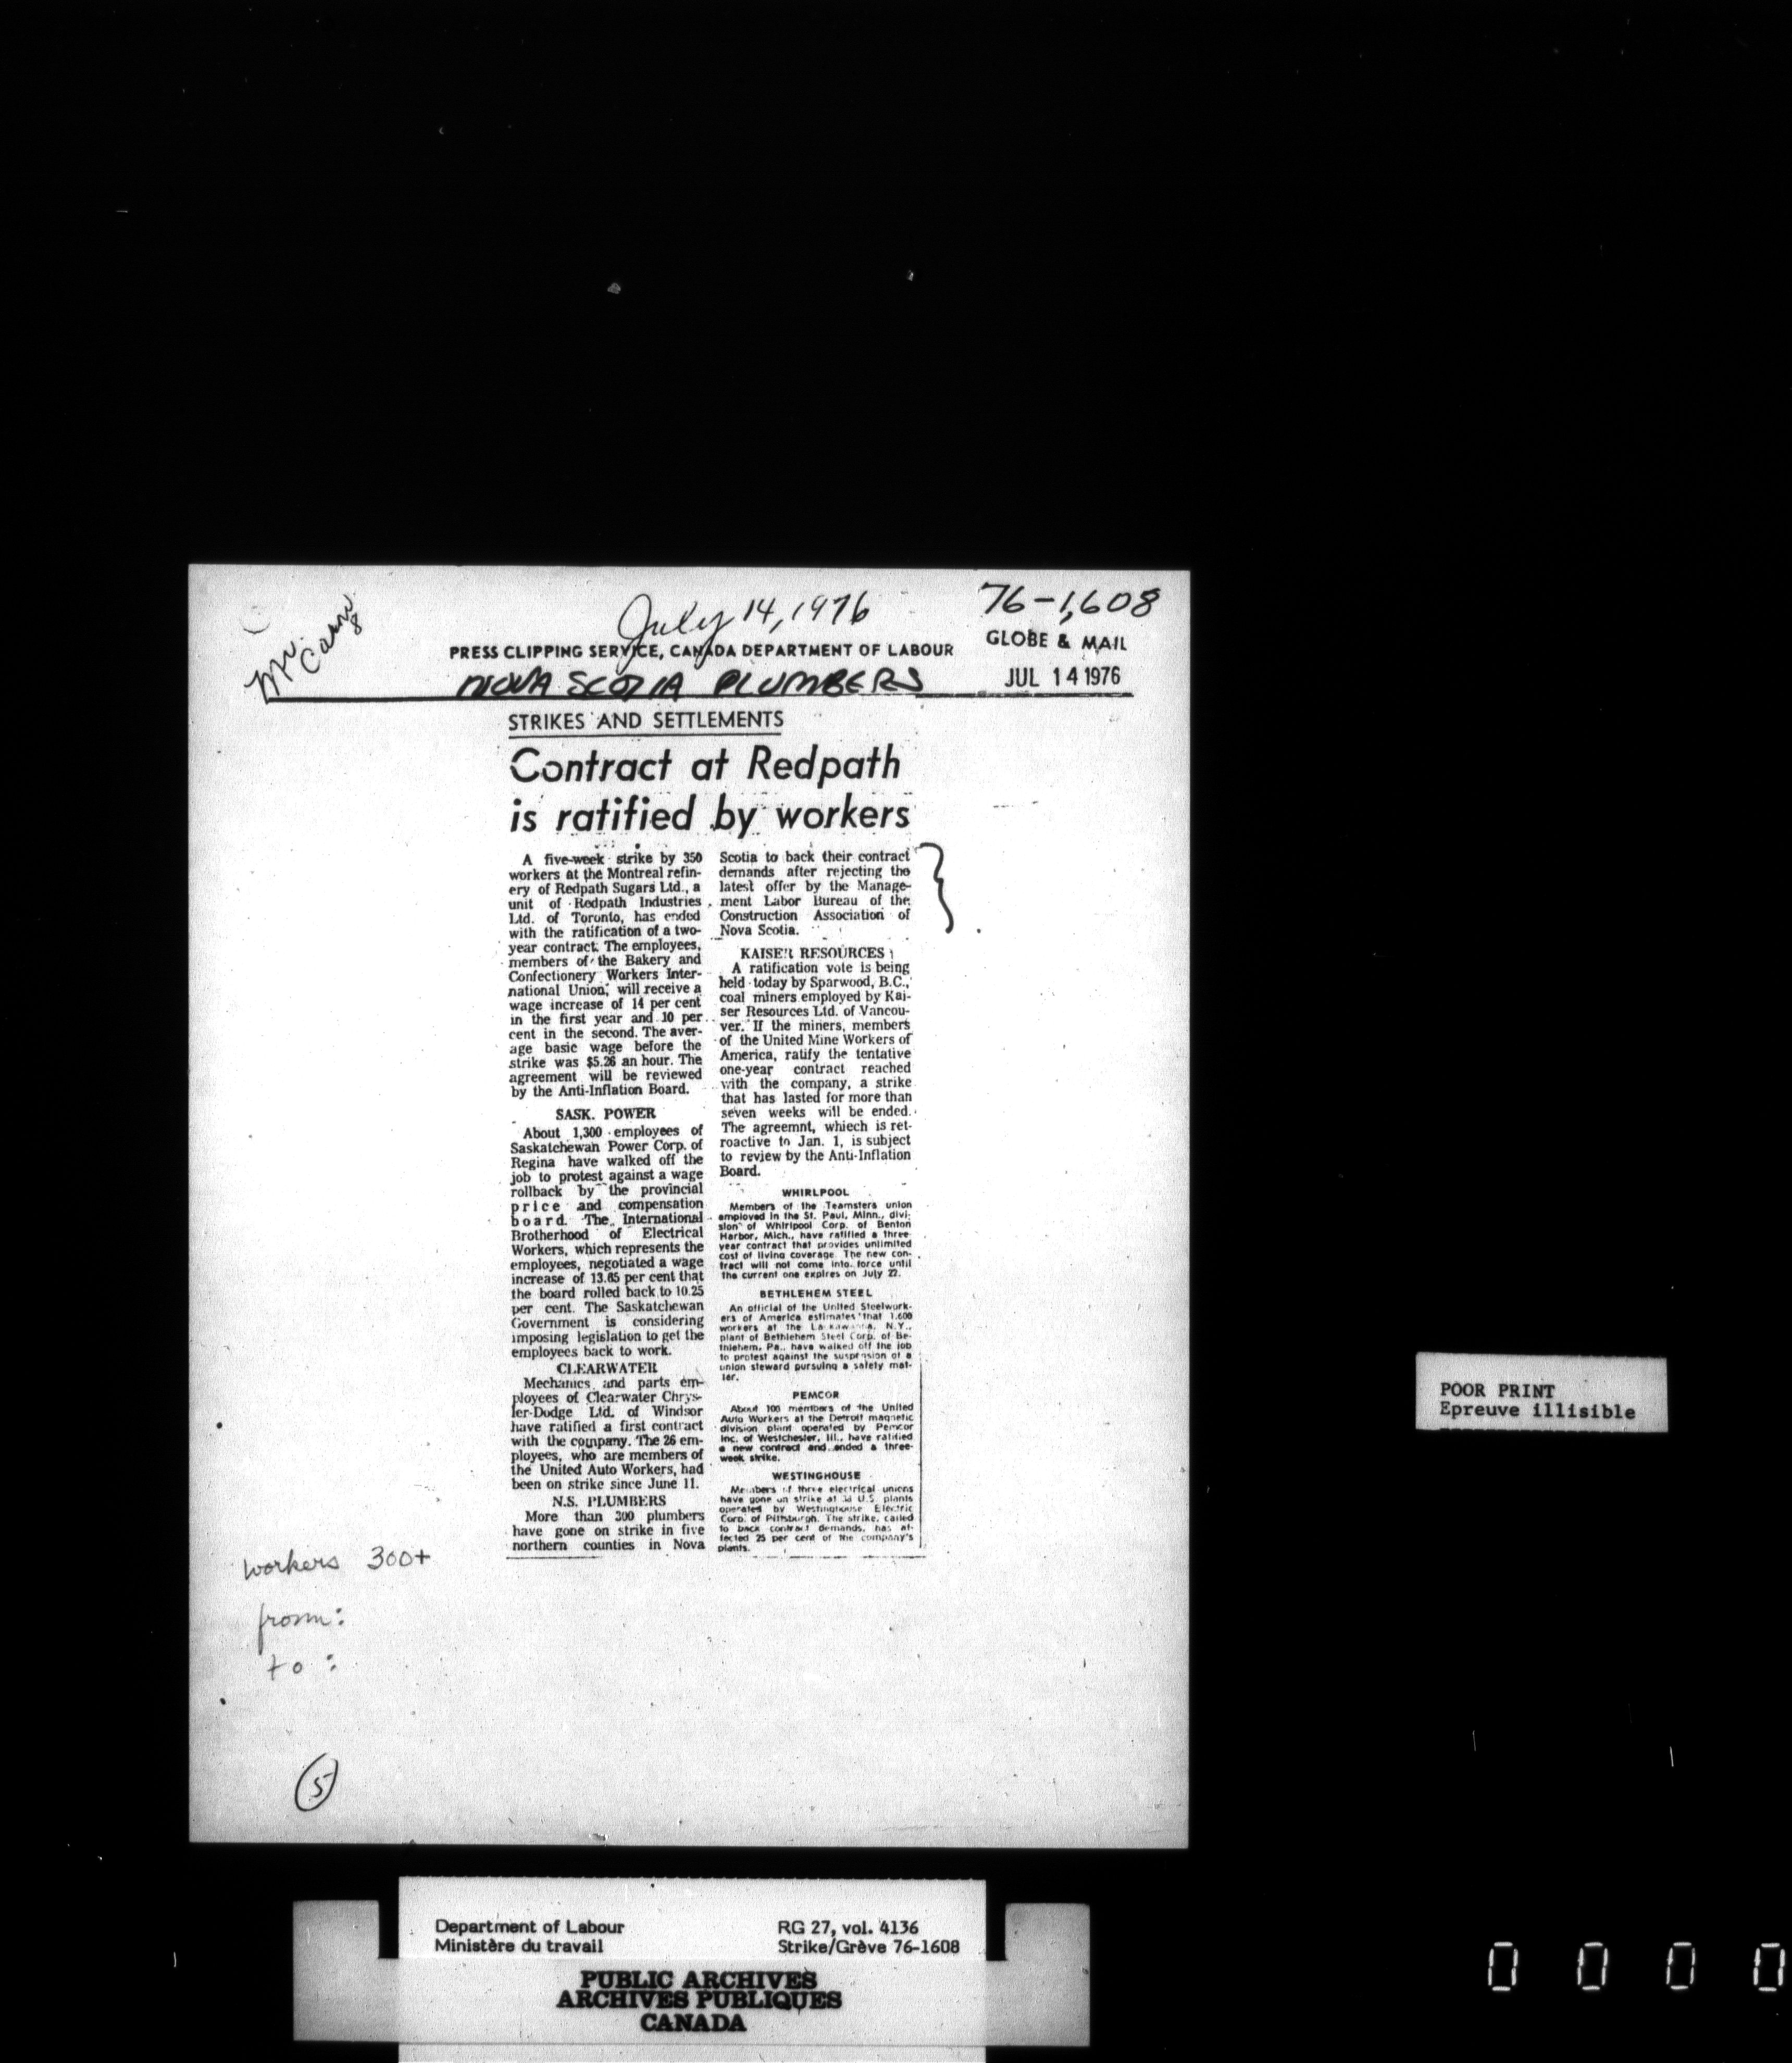 July 14, 1976
76-1,608
PRESS CLIPPING SERVICE, CANADA DEPARTMENT OF LABOUR
GLOBE & MAIL
NOVA SCOTIA PLUMBERS
JUL 14 1976
STRIKES AND SETTLEMENTS
Contract at Redpath
is ratified by workers
A five-week strike by 350
workers at the Montreal refin-
ery of Redpath Sugars Ltd., a
unit of Redpath Industries
Ltd. of Toronto, has ended
with the ratification of a two-
year contract. The employees,
members of the Bakery and
Confectionery Workers Inter-
national Union, will receive a
wage increase of 14 per cent
in the first year and 10 per
cent in the second. The aver-
age basic wage before the
strike was $5.26 an hour. The
agreement will be reviewed
by the Anti-Inflation Board.
SASK. POWER
About 1,300 employees of
Saskatchewan Power Corp. of
Regina have walked off the
job to protest against a wage
rollback by the provincial
price and compensation
board. The International
Brotherhood of Electrical
Workers, which represents the
employees, negotiated a wage
increase of 13.65 per cent that
the board rolled back to 10.25
per cent. The Saskatchewan
Government is considering
imposing legislation to get the
employees back to work.
CLEARWATER
Mechanics and parts em-
ployees of Clearwater Chrys-
ler-Dodge Ltd. of Windsor
have ratified a first contract
with the company. The 26 em-
ployees, who are members of
the United Auto Workers, had
been on strike since June 11.
N.S. PLUMBERS
More than 300 plumbers
have gone on strike in five
northern counties in Nova
Scotia to back their contract
demands after rejecting the
latest offer by the Manage-
ment Labor Bureau of the
Construction Association of
Nova Scotia.
KAISER RESOURCES
A ratification vote is being
held today by Sparwood, B.C.,
coal miners employed by Kai-
ser Resources Ltd. of Vancou-
ver. If the miners, members
of the United Mine Workers of
America, ratify the tentative
one-year contract reached
with the company, a strike
that has lasted for more than
seven weeks will be ended.
The agreemnt, whiech is ret-
roactive to Jan. 1, is subject
to review by the Anti-Inflation
Board.
WHIRLPOOL
Members of the Teamsters union
employed in the St. Paul, Minn., divi-
sion of Whirlpool Corp. of Benton
Harbor, Mich., have ratified a three-
year contract that provides unlimited
cost of living coverage. The new con-
tract will not come into force until
the current one expires on July 22.
BETHLEHEM STEEL
An official of the United Steelwork-
ers of America estimates that 1,600
workers at the Lackawanna, N.Y.,
plant of Bethlehem Steel Corp. of Be-
thlehem, Pa., have walked off the job
to protest against the suspension of a
union steward pursuing a safety mat-
ter.
PEMCOR
About 100 members of the United
Auto Workers at the Detroit magnetic
division plant operated by Pemcor
Inc. of Westchester, Ill., have ratified
a new contract and ended a three-
week strike.
WESTINGHOUSE
Members of three electrical unions
have gone on strike at U.S. plants
operated by Westinghouse Electric
Corp. of Pittsburgh. The strike, called
to back contract demands, has af-
fected 25 per cent of the company's
plants.
workers 300+
from:
to:
5
POOR PRINT
Epreuve illisible
Department of Labour
Ministère du travail
RG 27, vol. 4136
Strike/Grève 76-1608
PUBLIC ARCHIVES
ARCHIVES PUBLIQUES
CANADA
0 0 0 0